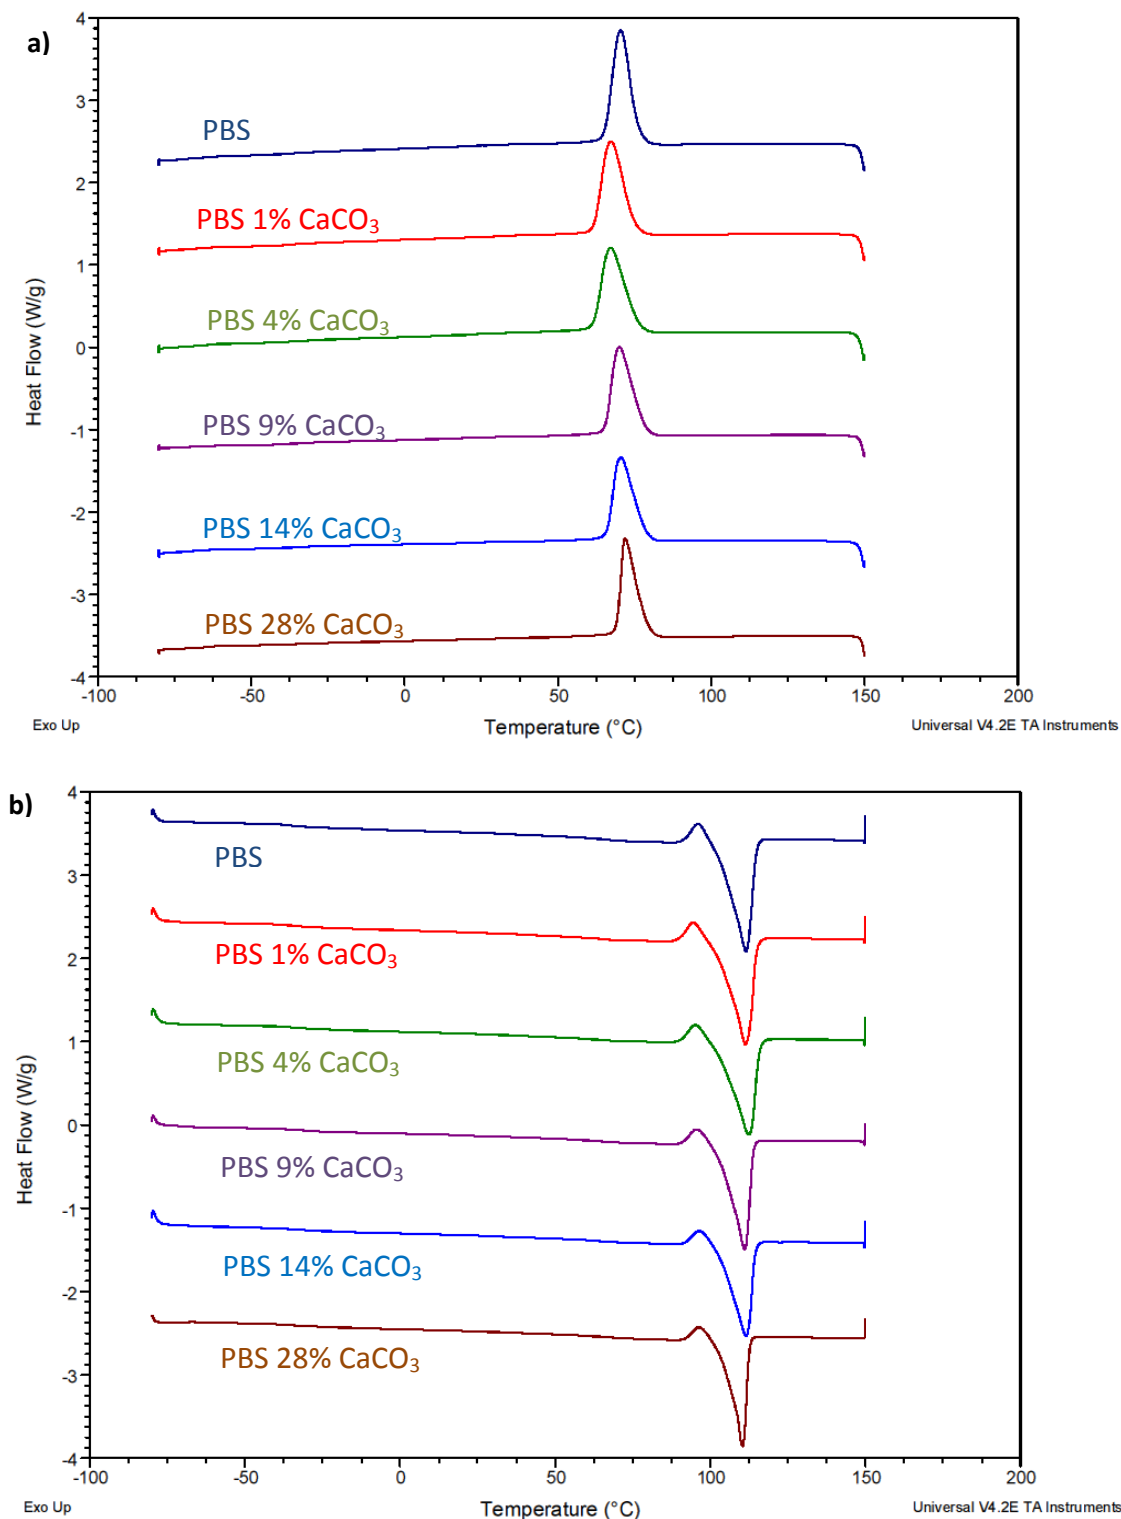 a)
4
3
2
1
0
-1
-2
-3
-4
Heat Flow (W/g)
PBS
PBS 1% CaCO₃
PBS 4% CaCO₃
PBS 9% CaCO₃
PBS 14% CaCO₃
PBS 28% CaCO₃
-100 -50 0 50 100 150 200
Exo Up Temperature (°C) Universal V4.2E TA Instruments
b)
4
3
2
1
0
-1
-2
-3
-4
Heat Flow (W/g)
PBS
PBS 1% CaCO₃
PBS 4% CaCO₃
PBS 9% CaCO₃
PBS 14% CaCO₃
PBS 28% CaCO₃
-100 -50 0 50 100 150 200
Exo Up Temperature (°C) Universal V4.2E TA Instruments